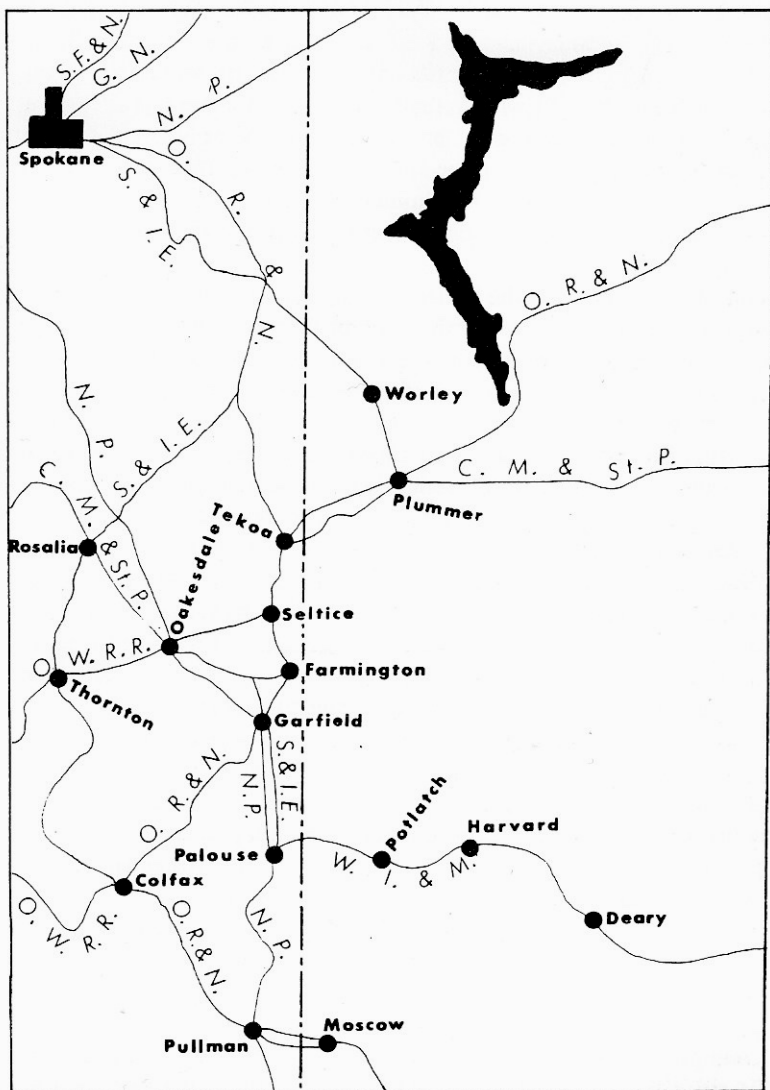 S.F.&N.
G. N.
N. P.
Spokane
O. R. & N.
S. & I.E.
O. R. & N.
N. P.
Worley
S. & I. E.
C. M. & St. P.
Plummer
C. M. & St. P.
Tekoa
Rosalia
Oakesdale
Seltice
O. W. R. R.
Farmington
Thornton
Garfield
S.& I.E.
N.P.
O. R.& N.
Potlatch
Harvard
Palouse
W. I. & M.
Colfax
O. W. R. R.
O. R.& N.
N. P.
Deary
Moscow
Pullman